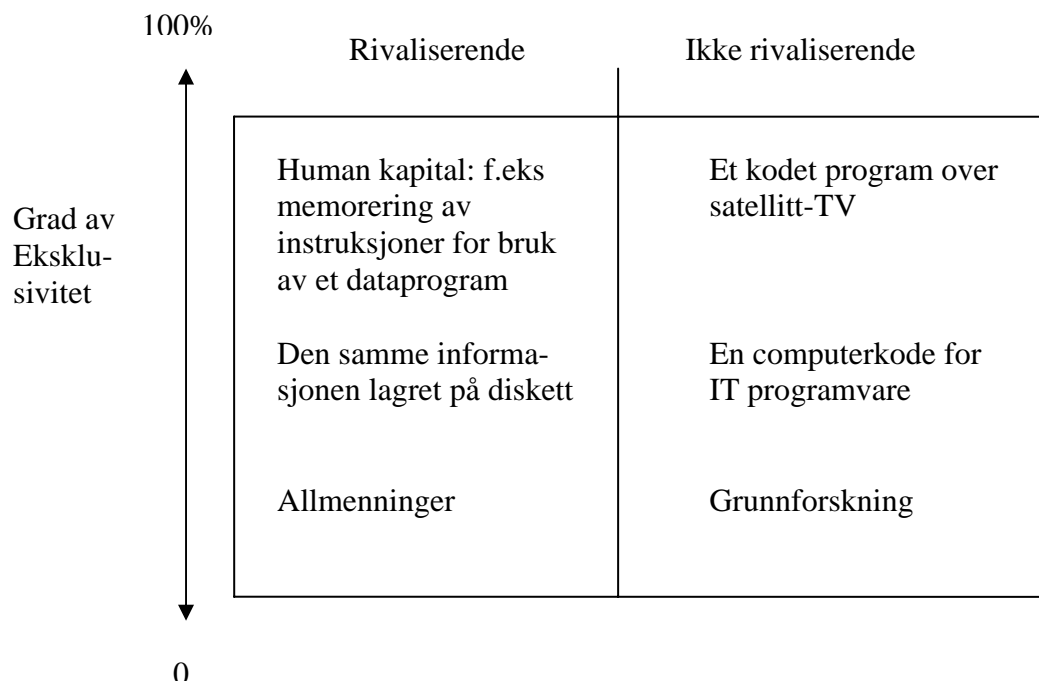 100%
Rivaliserende
Ikke rivaliserende
Grad av
Eksklu-
sivitet
Human kapital: f.eks
memorering av
instruksjoner for bruk
av et dataprogram
Et kodet program over
satellitt-TV
Den samme informa-
sjonen lagret på diskett
En computerkode for
IT programvare
Allmenninger
Grunnforskning
0